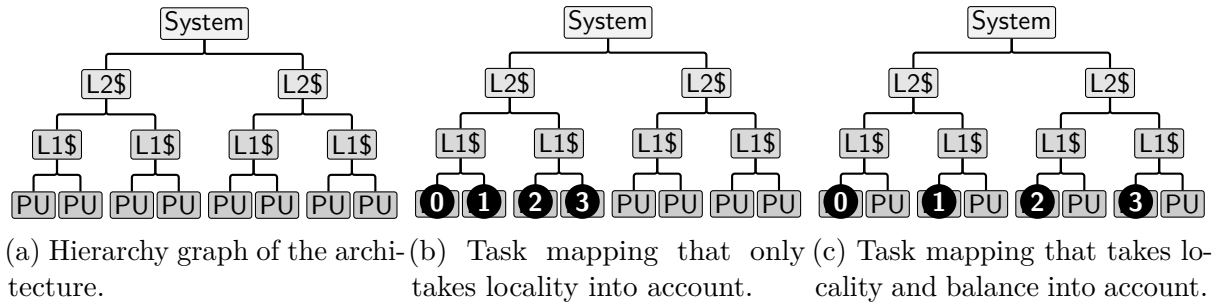 System
L2$ L2$
L1$ L1$ L1$ L1$
PU PU PU PU PU PU PU PU
(a) Hierarchy graph of the archi-
tecture.
System
L2$ L2$
L1$ L1$ L1$ L1$
0 1 2 3 PU PU PU PU
(b) Task mapping that only
takes locality into account.
System
L2$ L2$
L1$ L1$ L1$ L1$
0 PU 1 PU 2 PU 3 PU
(c) Task mapping that takes lo-
cality and balance into account.